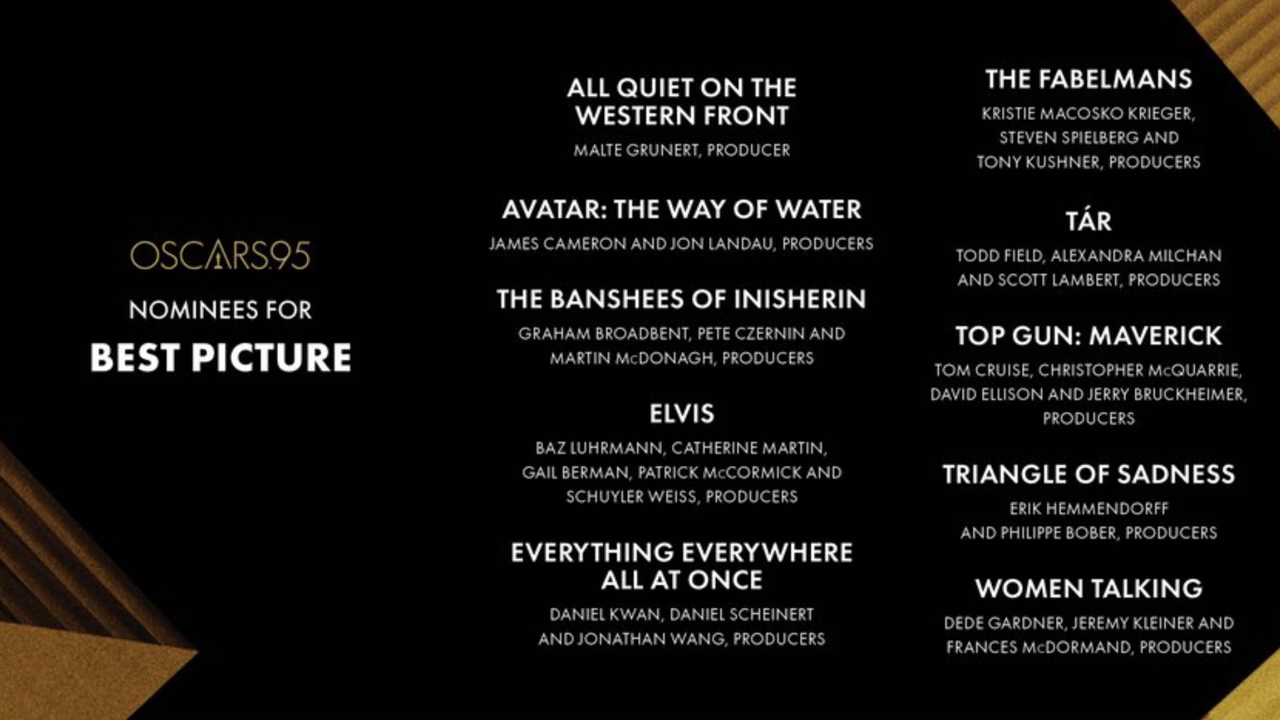 OSCARS95
NOMINEES FOR
BEST PICTURE
ALL QUIET ON THE
WESTERN FRONT
MALTE GRUNERT, PRODUCER
AVATAR: THE WAY OF WATER
JAMES CAMERON AND JON LANDAU, PRODUCERS
THE BANSHEES OF INISHERIN
GRAHAM BROADBENT, PETE CZERNIN AND
MARTIN McDONAGH, PRODUCERS
ELVIS
BAZ LUHRMANN, CATHERINE MARTIN,
GAIL BERMAN, PATRICK McCORMICK AND
SCHUYLER WEISS, PRODUCERS
EVERYTHING EVERYWHERE
ALL AT ONCE
DANIEL KWAN, DANIEL SCHEINERT
AND JONATHAN WANG, PRODUCERS
THE FABELMANS
KRISTIE MACOSKO KRIEGER,
STEVEN SPIELBERG AND
TONY KUSHNER, PRODUCERS
TÁR
TODD FIELD, ALEXANDRA MILCHAN
AND SCOTT LAMBERT, PRODUCERS
TOP GUN: MAVERICK
TOM CRUISE, CHRISTOPHER McQUARRIE,
DAVID ELLISON AND JERRY BRUCKHEIMER,
PRODUCERS
TRIANGLE OF SADNESS
ERIK HEMMENDORFF
AND PHILIPPE BOBER, PRODUCERS
WOMEN TALKING
DEDE GARDNER, JEREMY KLEINER AND
FRANCES McDORMAND, PRODUCERS